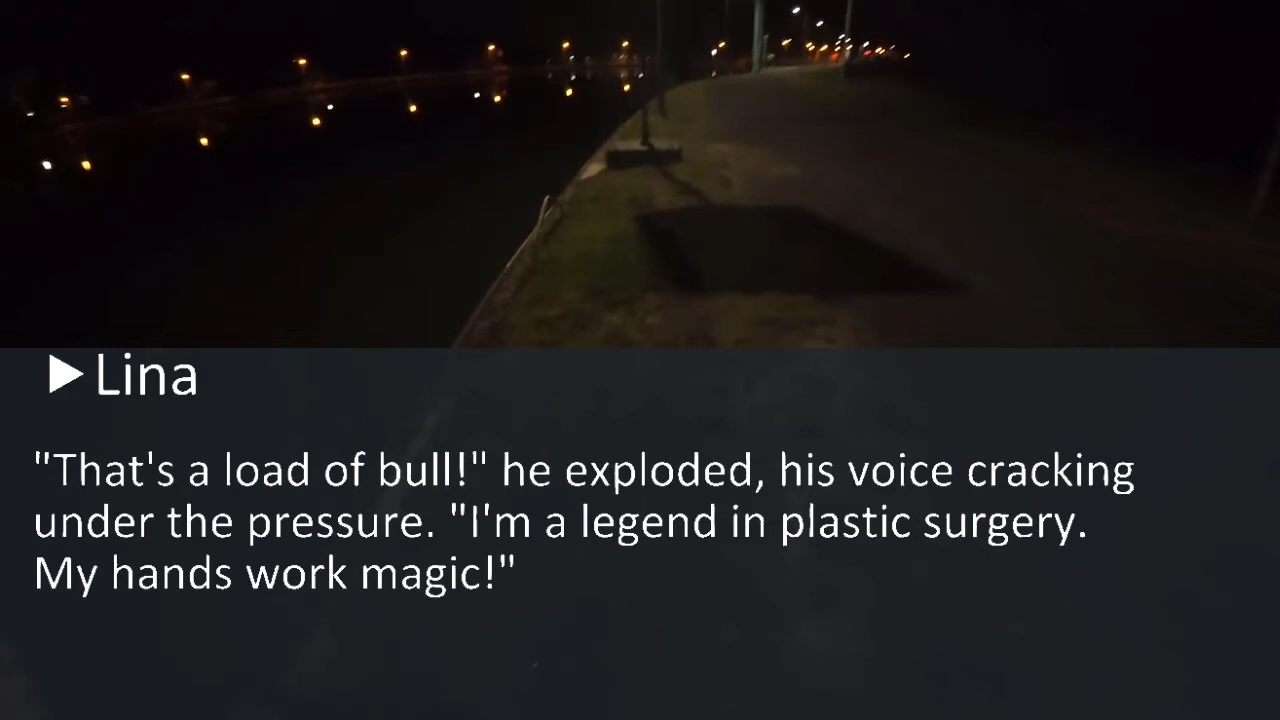 ▶Lina
"That's a load of bull!" he exploded, his voice cracking
under the pressure. "I'm a legend in plastic surgery.
My hands work magic!"